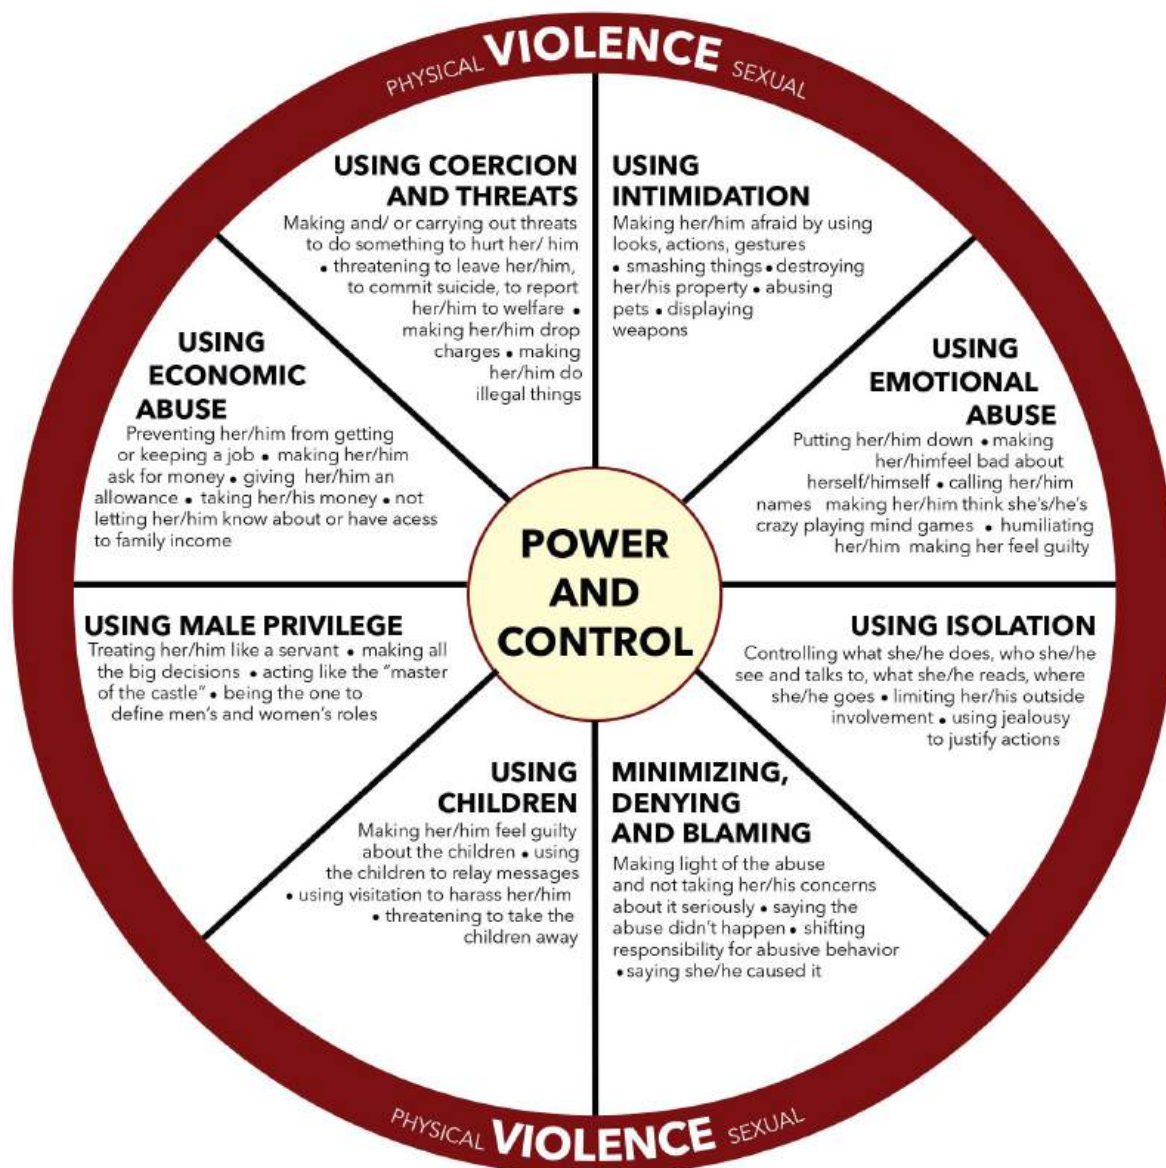 PHYSICAL VIOLENCE SEXUAL
USING COERCION
AND THREATS
Making and/ or carrying out threats
to do something to hurt her/ him
• threatening to leave her/him,
to commit suicide, to report
her/him to welfare •
making her/him drop
charges • making
her/him do
illegal things
USING
INTIMIDATION
Making her/him afraid by using
looks, actions, gestures
• smashing things • destroying
her/his property • abusing
pets • displaying
weapons
USING
EMOTIONAL
ABUSE
Putting her/him down • making
her/himfeel bad about
herself/himself • calling her/him
names making her/him think she's/he's
crazy playing mind games • humiliating
her/him making her feel guilty
USING ISOLATION
Controlling what she/he does, who she/he
see and talks to, what she/he reads, where
she/he goes • limiting her/his outside
involvement • using jealousy
to justify actions
MINIMIZING,
DENYING
AND BLAMING
Making light of the abuse
and not taking her/his concerns
about it seriously • saying the
abuse didn't happen • shifting
responsibility for abusive behavior
• saying she/he caused it
USING
CHILDREN
Making her/him feel guilty
about the children • using
the children to relay messages
• using visitation to harass her/him
• threatening to take the
children away
USING MALE PRIVILEGE
Treating her/him like a servant • making all
the big decisions • acting like the "master
of the castle" • being the one to
define men's and women's roles
USING
ECONOMIC
ABUSE
Preventing her/him from getting
or keeping a job • making her/him
ask for money • giving her/him an
allowance • taking her/his money • not
letting her/him know about or have acess
to family income
POWER
AND
CONTROL
PHYSICAL VIOLENCE SEXUAL